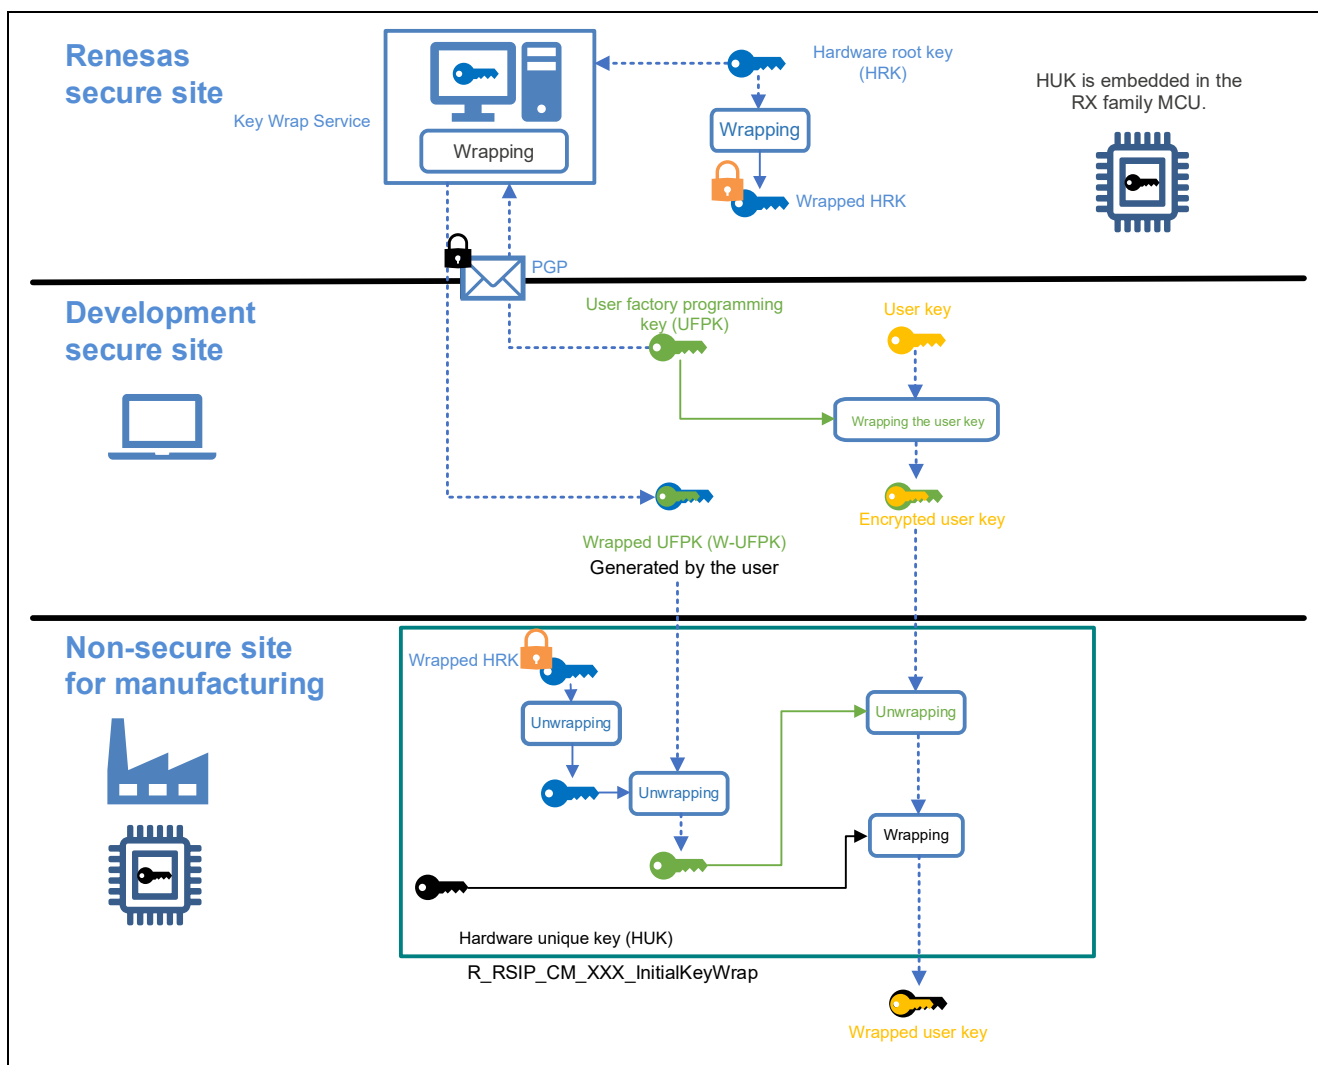 Renesas
secure site
Key Wrap Service
Wrapping
Hardware root key
(HRK)
Wrapping
Wrapped HRK
HUK is embedded in the
RX family MCU.
PGP
Development
secure site
User factory programming
key (UFPK)
User key
Wrapping the user key
Encrypted user key
Wrapped UFPK (W-UFPK)
Generated by the user
Non-secure site
for manufacturing
Wrapped HRK
Unwrapping
Unwrapping
Unwrapping
Wrapping
Hardware unique key (HUK)
R_RSIP_CM_XXX_InitialKeyWrap
Wrapped user key